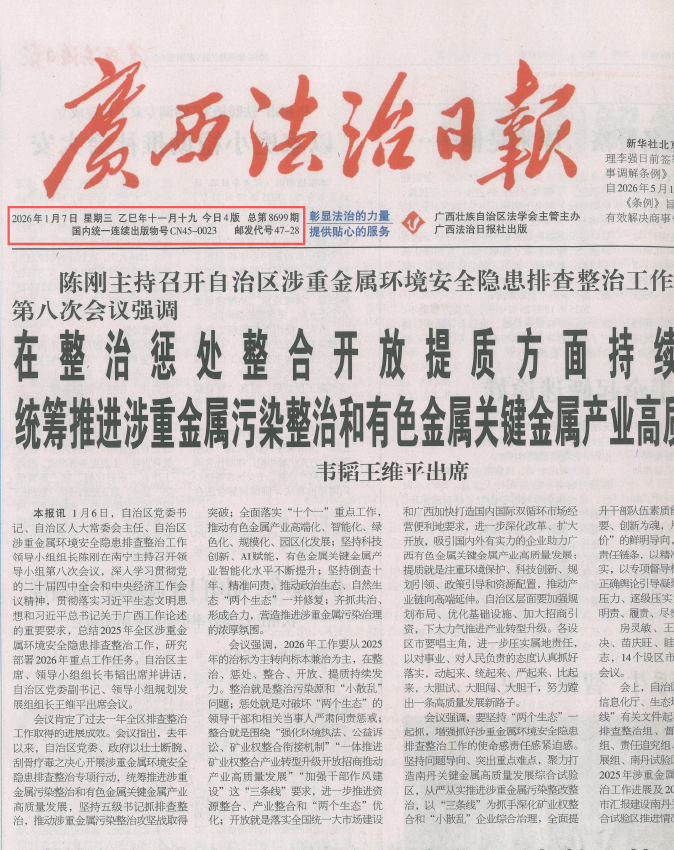 廣西法治日報
2026年1月7日 星期三 乙巳年十一月十九 今日4版 总第8699期
国内统一连续出版物号CN45-0023 邮发代号47-28
彰显法治的力量
提供贴心的服务
广西壮族自治区法学会主管主办
广西法治日报社出版
新华社北京
理李强日前签
事调解条例》
自2026年5月1
《条例》旨
有效解决商事
陈刚主持召开自治区涉重金属环境安全隐患排查整治工作
第八次会议强调
在整治惩处整合开放提质方面持续
统筹推进涉重金属污染整治和有色金属关键金属产业高质
韦韬王维平出席
本报讯 1月6日,自治区党委书
记、自治区人大常委会主任、自治区
涉重金属环境安全隐患排查整治工作
领导小组组长陈刚在南宁主持召开领
导小组第八次会议,深入学习贯彻党
的二十届四中全会和中央经济工作会
议精神,贯彻落实习近平生态文明思
想和习近平总书记关于广西工作论述
的重要要求,总结2025年全区涉重金
属环境安全隐患排查整治工作,研究
部署2026年重点工作任务。自治区主
席、领导小组组长韦韬出席并讲话,
自治区党委副书记、领导小组规划发
展组组长王维平出席会议。
会议肯定了过去一年全区排查整治
工作取得的进展成效。会议指出,去年
以来,自治区党委、政府以壮士断腕、
刮骨疗毒之决心开展涉重金属环境安全
隐患排查整治专项行动,统筹推进涉重
金属污染整治和有色金属关键金属产业
高质量发展,坚持五级书记抓排查整
治,推动涉重金属污染整治攻坚战取得
突破;全面落实“十个一”重点工作,
推动有色金属产业高端化、智能化、绿
色化、规模化、园区化发展;坚持科技
创新、AI赋能,有色金属关键金属产
业智能化水平不断提升;坚持倒查十
年、精准问责,推动政治生态、自然生
态“两个生态”一并修复;齐抓共治、
形成合力,营造推进涉重金属污染治理
的浓厚氛围。
会议强调,2026年工作要从2025
年的治标为主转向标本兼治为主,在整
治、惩处、整合、开放、提质持续发
力。整治就是整治污染源和“小散乱”
问题;惩处就是对破坏“两个生态”的
领导干部和相关当事人严肃问责惩戒;
整合就是围绕“强化环境执法、公益诉
讼、矿业权整合衔接机制”“一体推进
矿业权整合产业转型升级开放招商推动
产业高质量发展”“加强干部作风建
设”这“三条线”要求,进一步推进资
源整合、产业整合和“两个生态”优
化;开放就是落实全国统一大市场建设
和广西加快打造国内国际双循环市场经
营便利地要求,进一步深化改革、扩大
开放,吸引国内外有实力的企业助力广
西有色金属关键金属产业高质量发展;
提质就是注重环境保护、科技创新、规
划引领、政策引导和资源配置,推动产
业链向高端延伸。自治区层面要加强规
划布局、优化基础设施、加大招商引
资,下大力气推进产业转型升级。各设
区市要唱主角,进一步压实属地责任,
以对事业、对人民负责的态度认真抓好
落实,动起来、统起来、严起来、比起
来,大胆试、大胆闯、大胆干,努力蹚
出一条高质量发展新路子。
会议强调,要坚持“两个生态”一
起抓,增强抓好涉重金属环境安全隐患
排查整治工作的使命感责任感紧迫感。
坚持问题导向、突出重点难点,聚力打
造南丹关键金属高质量发展综合试验
区,从严从实推进涉重金属污染整改整
治,以“三条线”为抓手深化矿业权整
合和“小散乱”企业综合治理,全面提
升干部队伍素质能
要、创新为魂,用
价”的鲜明导向,
责任链条,以精准
实,以专项督导标
正确舆论引导凝聚
压力、逐级压实
明责、履责、尽
房灵敏、王
决、苗庆旺、眭
志,14个设区市
会议。
会上,自治区
信息化厅、生态环
线”有关文件起草
排查整治组、督
组、责任追究组、
展组、南丹试验区
2025年涉重金属
治工作进展及20
市汇报建设南丹关
合试验区推进情况